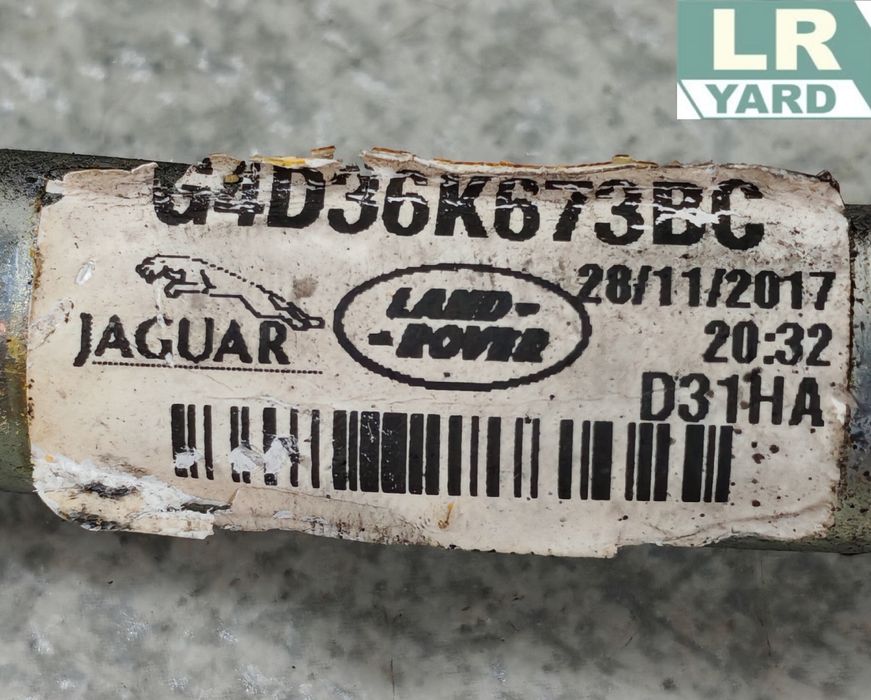 LR
YARD
G4D36K673BC
28/11/2017
JAGUAR
LAND-
-ROVER
20:32
D31HA